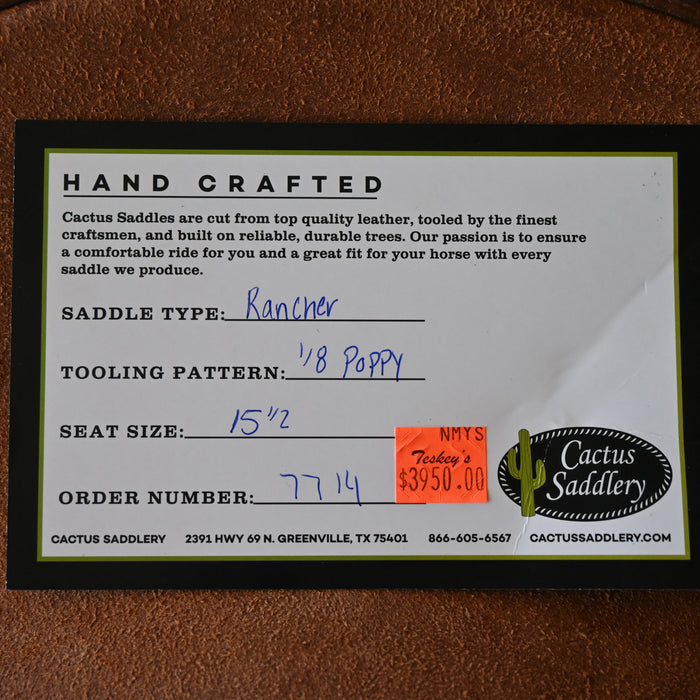 HAND CRAFTED
Cactus Saddles are cut from top quality leather, tooled by the finest
craftsmen, and built on reliable, durable trees. Our passion is to ensure
a comfortable ride for you and a great fit for your horse with every
saddle we produce.
SADDLE TYPE: Rancher
TOOLING PATTERN: 1/8 Poppy
SEAT SIZE: 15 1/2
ORDER NUMBER: 7714
NMYS
Teskey's
$3950.00
Cactus
Saddlery
CACTUS SADDLERY 2391 HWY 69 N. GREENVILLE, TX 75401 866-605-6567 CACTUSSADDLERY.COM